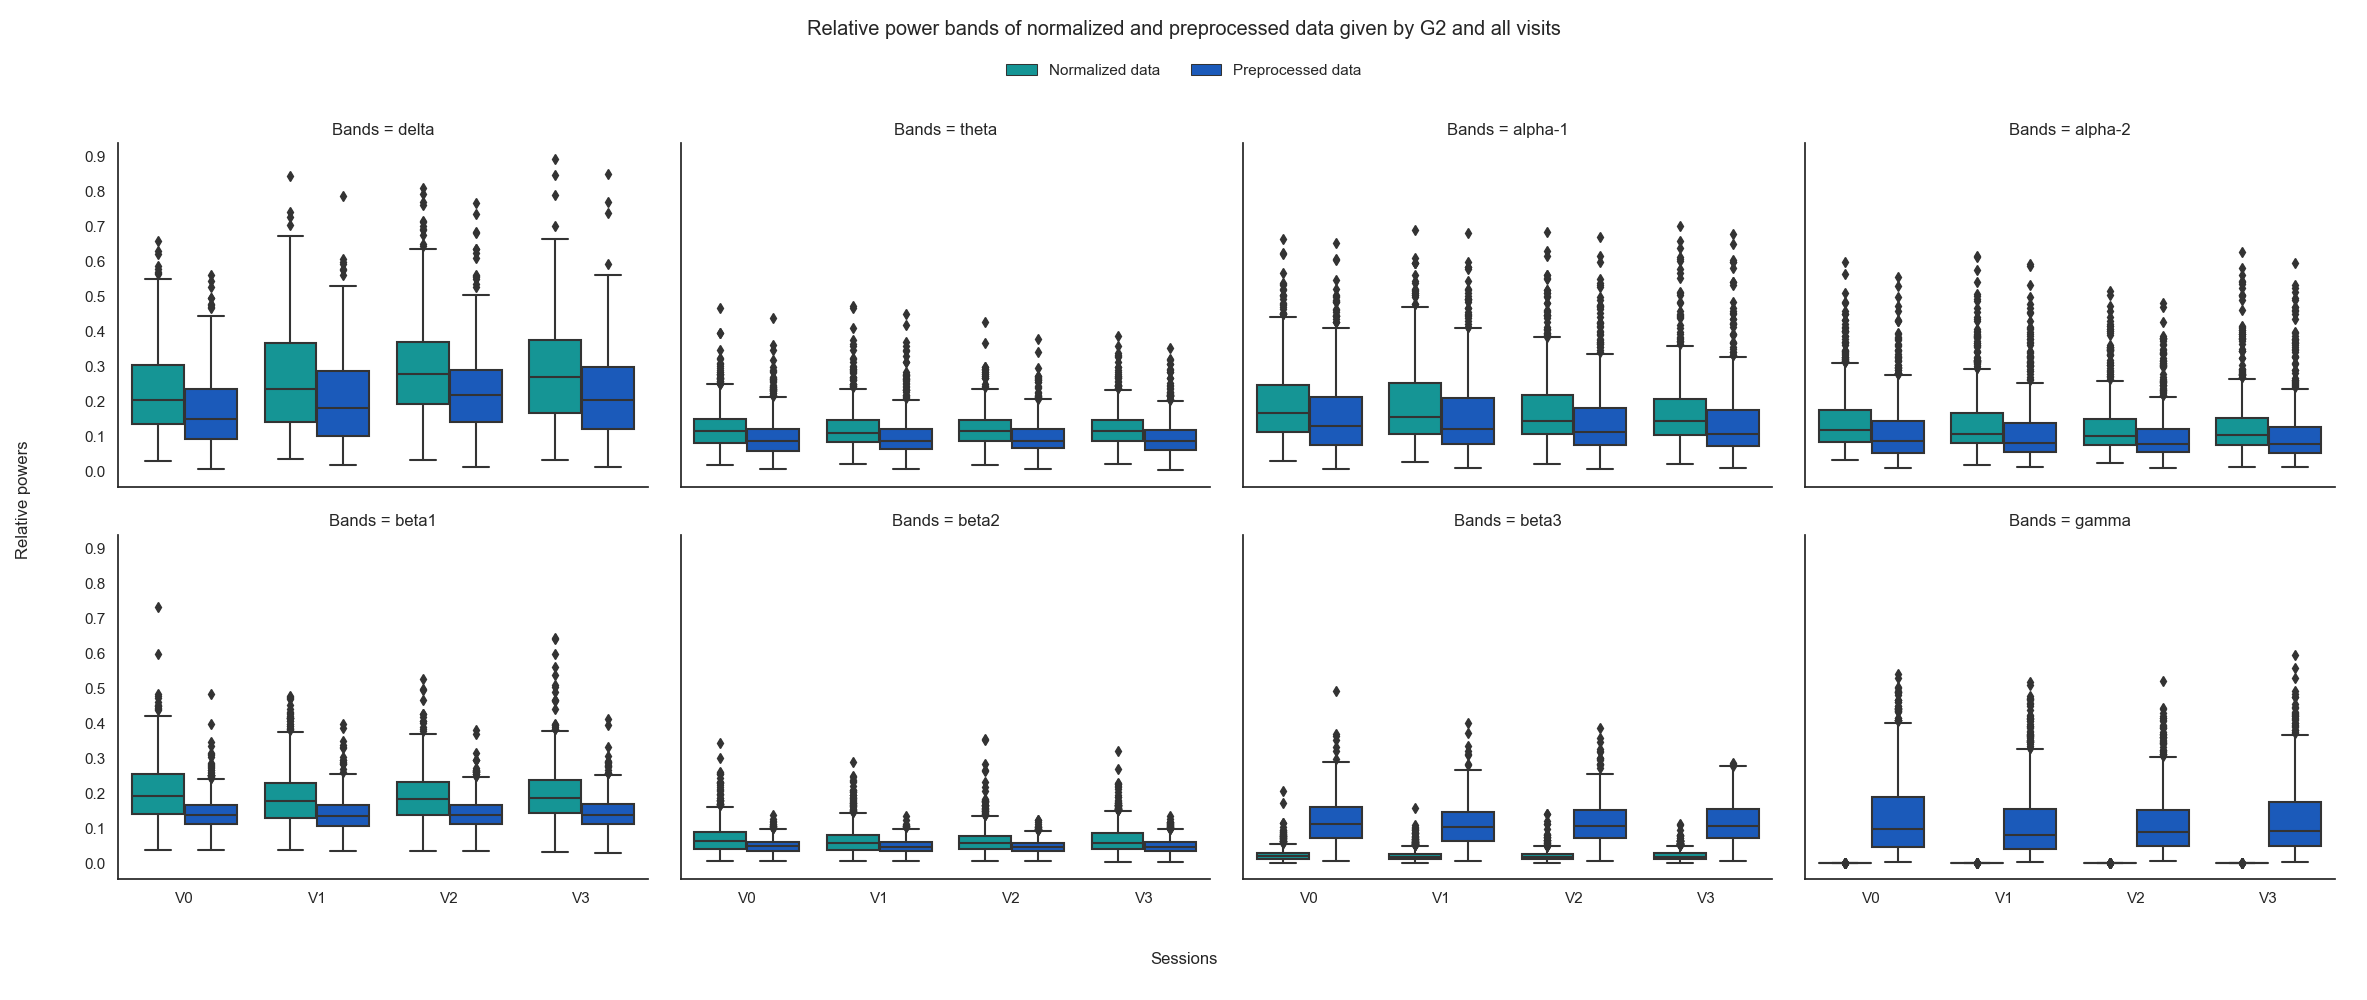 Relative power bands of normalized and preprocessed data given by G2 and all visits
Normalized data Preprocessed data
Bands = delta Bands = theta Bands = alpha-1 Bands = alpha-2
0.9
0.8
0.7
0.6
0.5
0.4
0.3
0.2
0.1
0.0
Relative powers
Bands = beta1 Bands = beta2 Bands = beta3 Bands = gamma
0.9
0.8
0.7
0.6
0.5
0.4
0.3
0.2
0.1
0.0
V0 V1 V2 V3 V0 V1 V2 V3 V0 V1 V2 V3 V0 V1 V2 V3
Sessions